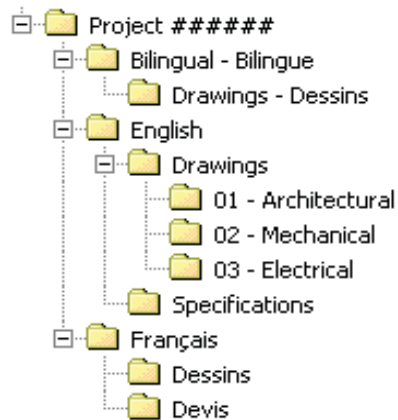 Project ######
Bilingual - Bilingue
Drawings - Dessins
English
Drawings
01 - Architectural
02 - Mechanical
03 - Electrical
Specifications
Français
Dessins
Devis